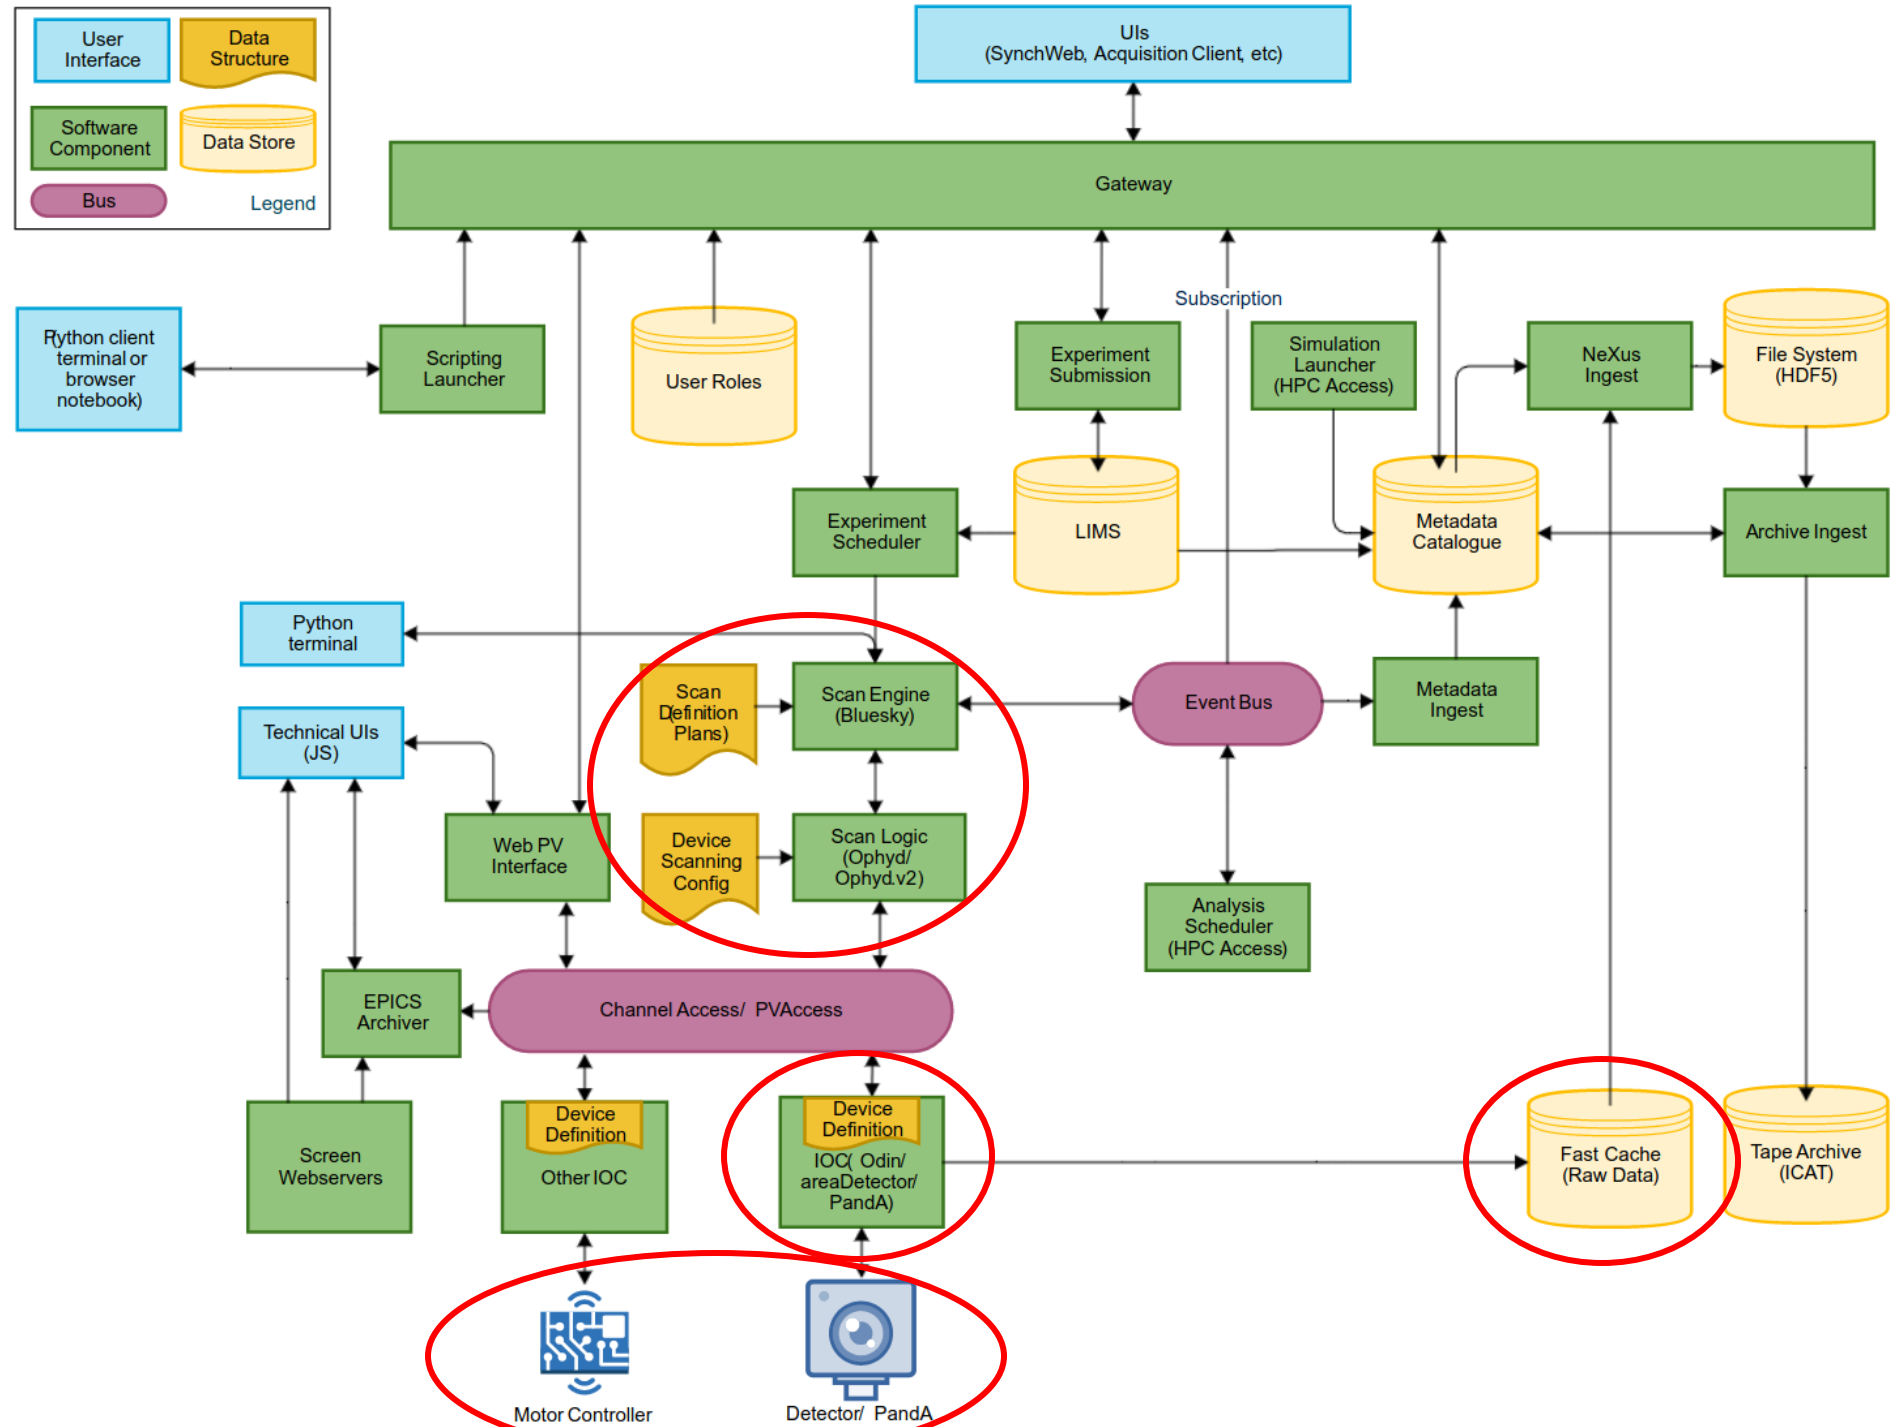 User
Interface
Data
Structure
Software
Component
Data Store
Bus
Legend
UIs
(SynchWeb, Acquisition Client, etc)
Gateway
Subscription
Python client
terminal or
browser
notebook)
Scripting
Launcher
User Roles
Experiment
Submission
Simulation
Launcher
(HPC Access)
NeXus
Ingest
File System
(HDF5)
Experiment
Scheduler
LIMS
Metadata
Catalogue
Archive Ingest
Python
terminal
Scan
Definition
(Plans)
Scan Engine
(Bluesky)
Event Bus
Metadata
Ingest
Technical UIs
(JS)
Web PV
Interface
Device
Scanning
Config
Scan Logic
(Ophyd/
Ophyd.v2)
Analysis
Scheduler
(HPC Access)
EPICS
Archiver
Channel Access/ PVAccess
Screen
Webservers
Device
Definition
Other IOC
Device
Definition
IOC( Odin/
areaDetector/
PandA)
Fast Cache
(Raw Data)
Tape Archive
(ICAT)
Motor Controller
Detector/ PandA